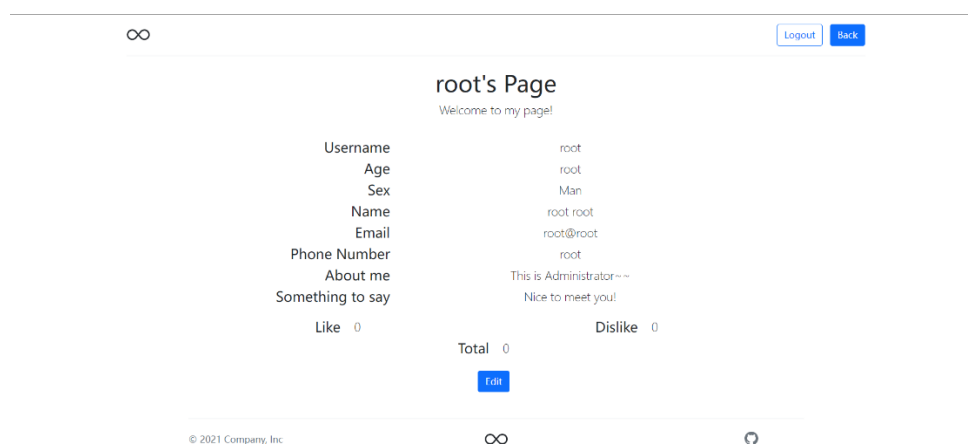 Logout Back
root's Page
Welcome to my page!
Username root
Age root
Sex Man
Name root root
Email root@root
Phone Number root
About me This is Administrator~~
Something to say Nice to meet you!
Like 0 Dislike 0
Total 0
Edit
© 2021 Company, Inc